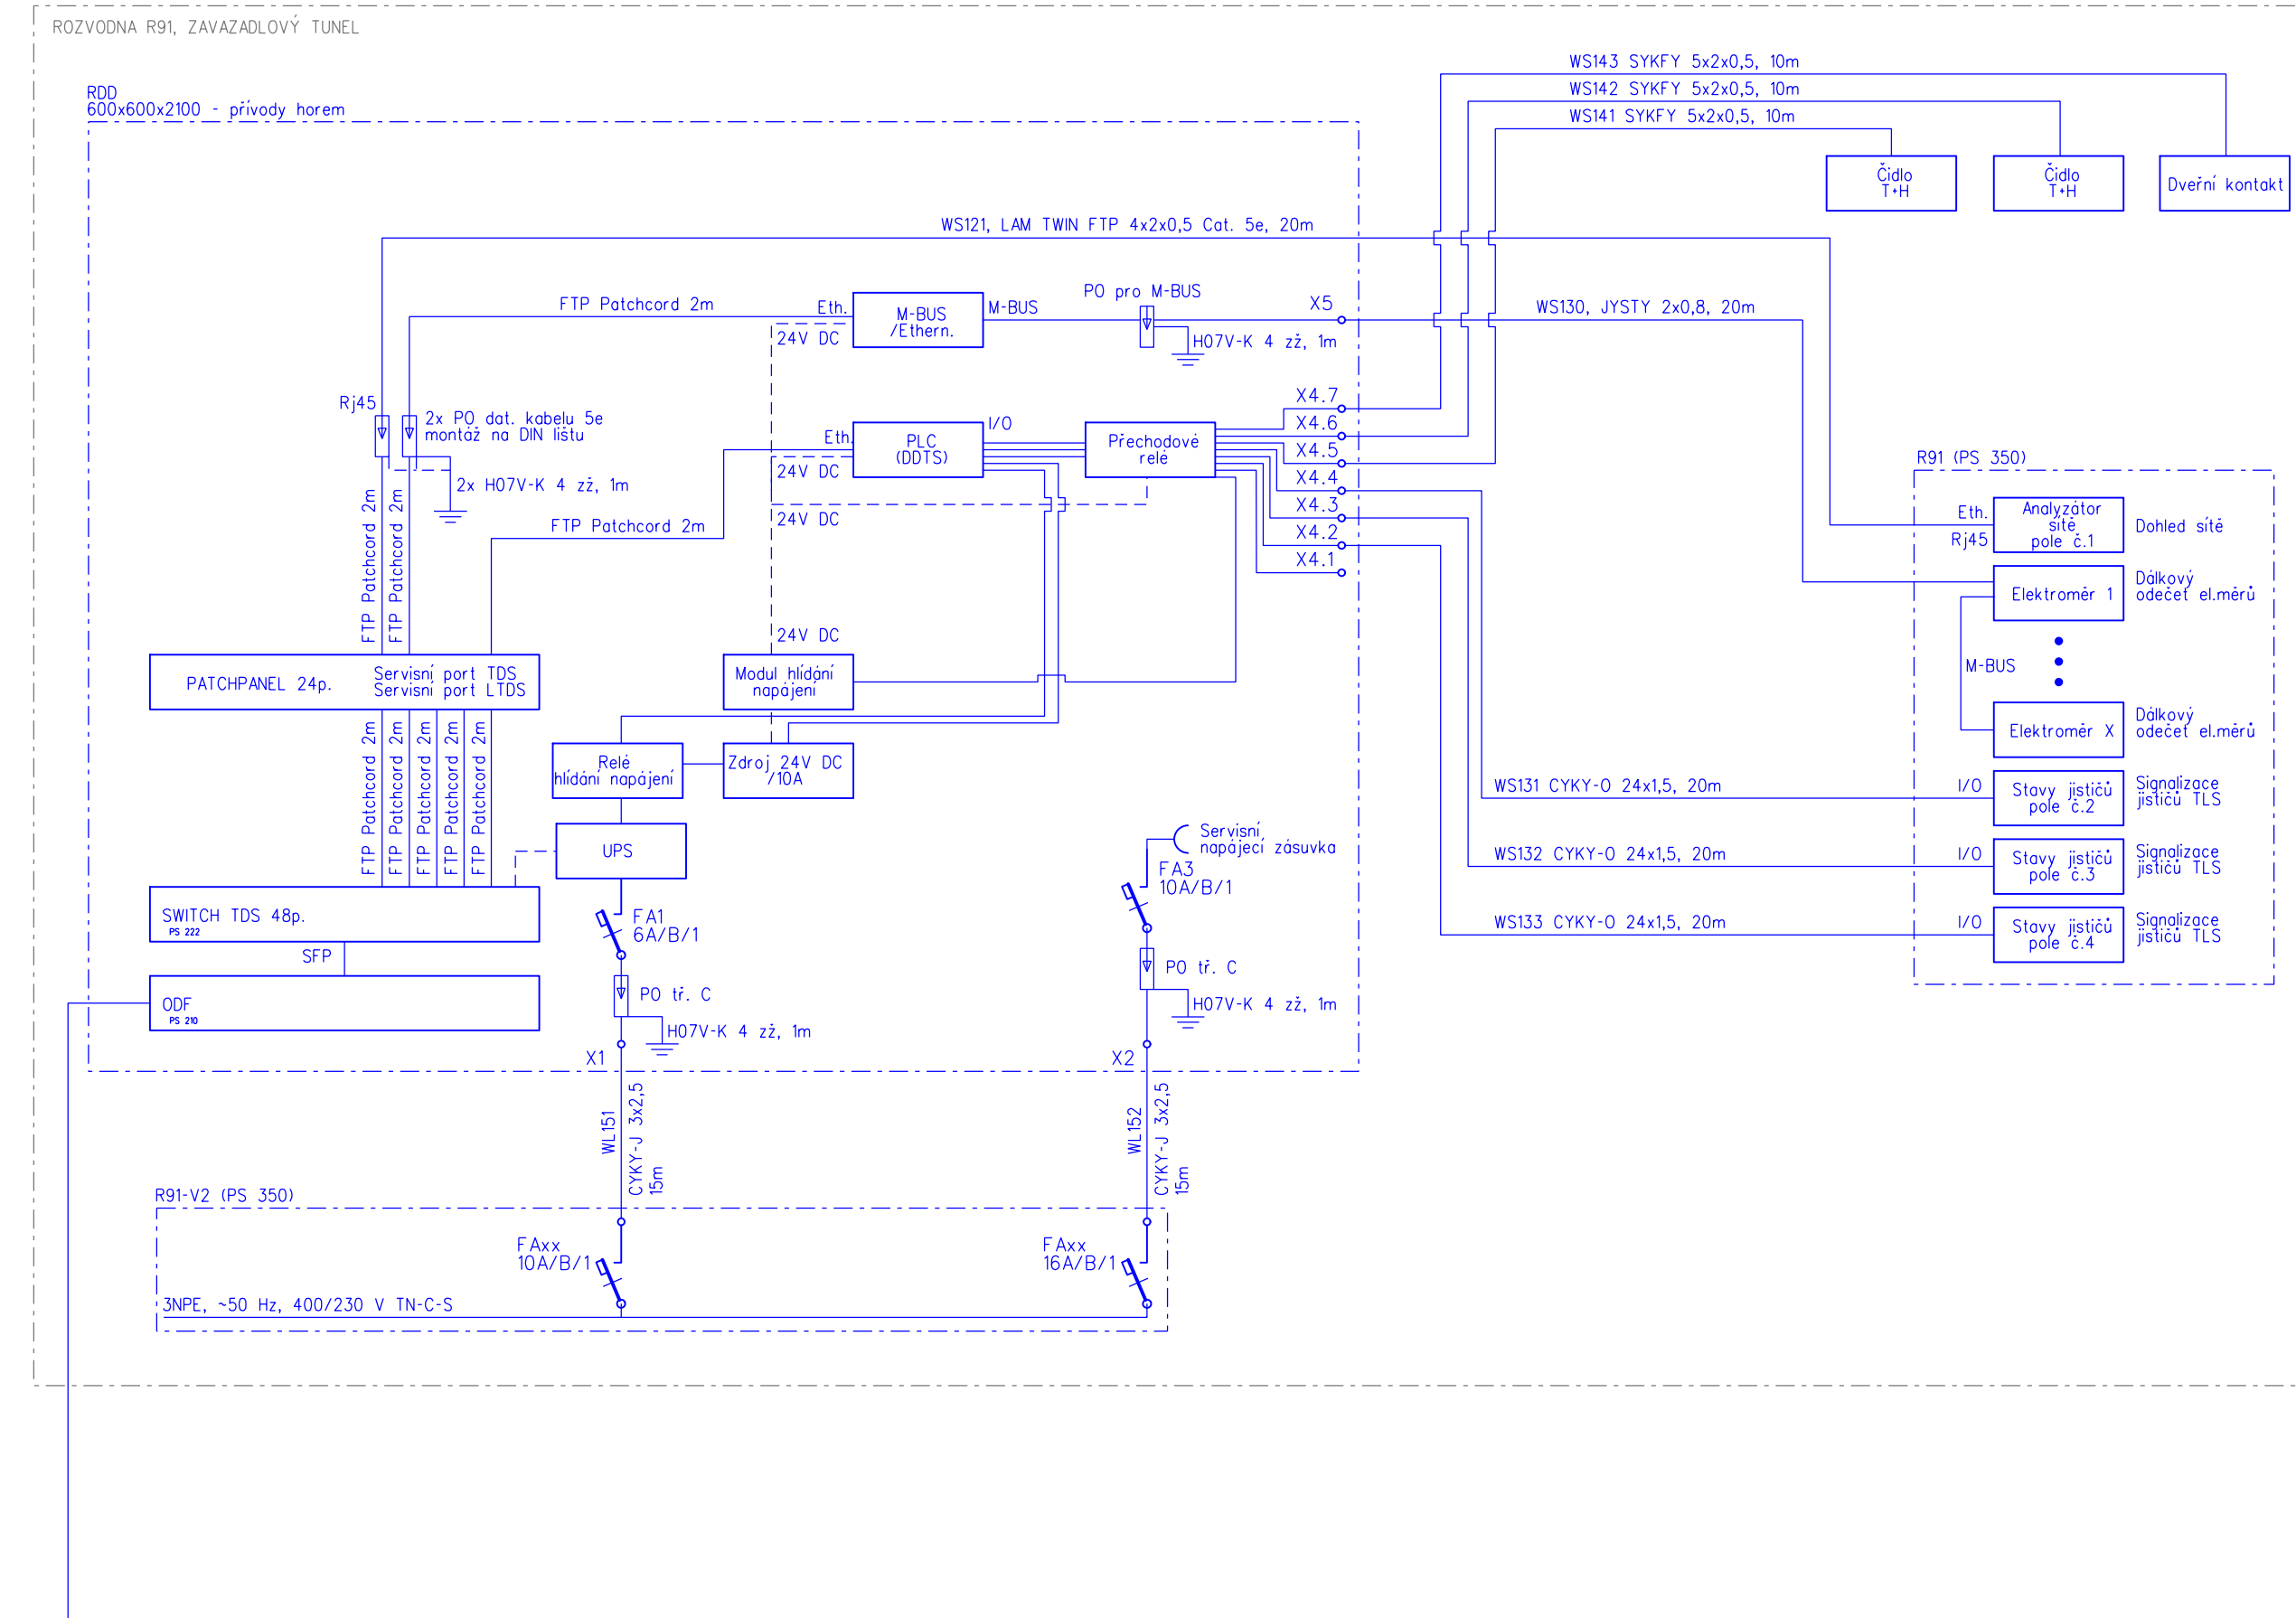 ROZVODNA R91, ZAVAZADLOVÝ TUNEL
RDD
600x600x2100 - přívody horem
WS143 SYKFY 5x2x0,5, 10m
WS142 SYKFY 5x2x0,5, 10m
WS141 SYKFY 5x2x0,5, 10m
Čidlo
T+H
Čidlo
T+H
Dveřní kontakt
WS121, LAM TWIN FTP 4x2x0,5 Cat. 5e, 20m
FTP Patchcord 2m
Eth.
M-BUS
/Ethern.
M-BUS
PO pro M-BUS
X5
WS130, JYSTY 2x0,8, 20m
24V DC
H07V-K 4 zž, 1m
Rj45
2x PO dat. kabelu 5e
montáž na DIN lištu
2x H07V-K 4 zž, 1m
Eth.
PLC
(DDTS)
I/O
Přechodové
relé
24V DC
24V DC
X4.7
X4.6
X4.5
X4.4
X4.3
X4.2
X4.1
FTP Patchcord 2m
FTP Patchcord 2m
FTP Patchcord 2m
R91 (PS 350)
Eth.
Rj45
Analyzátor
sítě
pole č.1
Dohled sítě
Elektroměr 1
Dálkový
odečet el.měrů
M-BUS
Elektroměr X
Dálkový
odečet el.měrů
24V DC
PATCHPANEL 24p.
Servisní port TDS
Servisní port LTDS
Modul hlídání
napájení
FTP Patchcord 2m
FTP Patchcord 2m
FTP Patchcord 2m
FTP Patchcord 2m
FTP Patchcord 2m
Relé
hlídání napájení
Zdroj 24V DC
/10A
WS131 CYKY-O 24x1,5, 20m
I/O
Stavy jističů
pole č.2
Signalizace
jističů TLS
UPS
Servisní
napájecí zásuvka
WS132 CYKY-O 24x1,5, 20m
I/O
Stavy jističů
pole č.3
Signalizace
jističů TLS
FA3
10A/B/1
SWITCH TDS 48p.
PS 222
FA1
6A/B/1
WS133 CYKY-O 24x1,5, 20m
I/O
Stavy jističů
pole č.4
Signalizace
jističů TLS
SFP
PO tř. C
PO tř. C
ODF
PS 210
H07V-K 4 zž, 1m
H07V-K 4 zž, 1m
X1
X2
WL151
CYKY-J 3x2,5
15m
WL152
CYKY-J 3x2,5
15m
R91-V2 (PS 350)
FAxx
10A/B/1
FAxx
16A/B/1
3NPE, ~50 Hz, 400/230 V TN-C-S